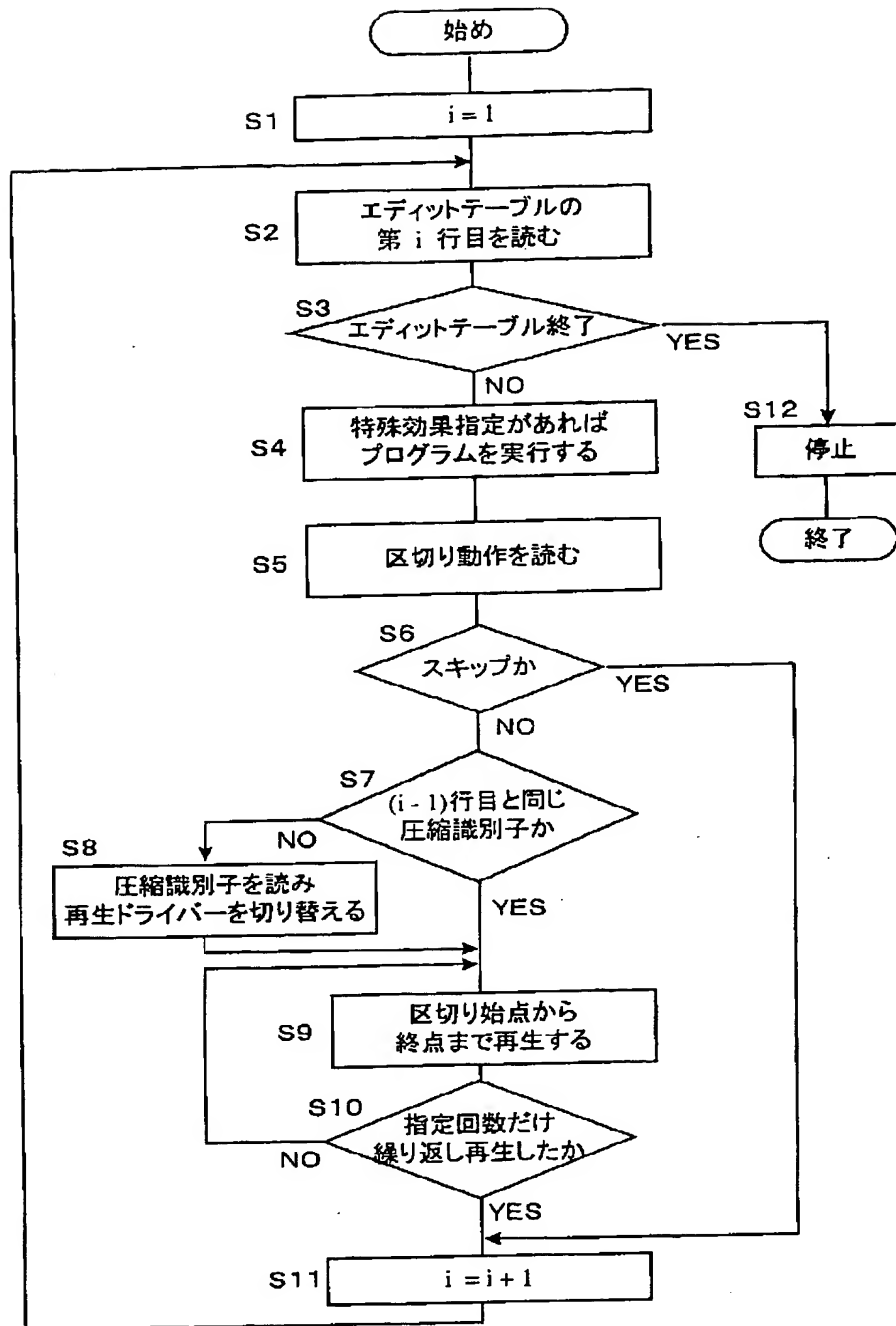 始め
S1
i = 1
S2
エディットテーブルの
第 i 行目を読む
S3
エディットテーブル終了
YES
NO
S12
停止
終了
S4
特殊効果指定があれば
プログラムを実行する
S5
区切り動作を読む
S6
スキップか
YES
NO
S7
(i - 1)行目と同じ
圧縮識別子か
NO
YES
S8
圧縮識別子を読み
再生ドライバーを切り替える
S9
区切り始点から
終点まで再生する
S10
指定回数だけ
繰り返し再生したか
NO
YES
S11
i = i + 1